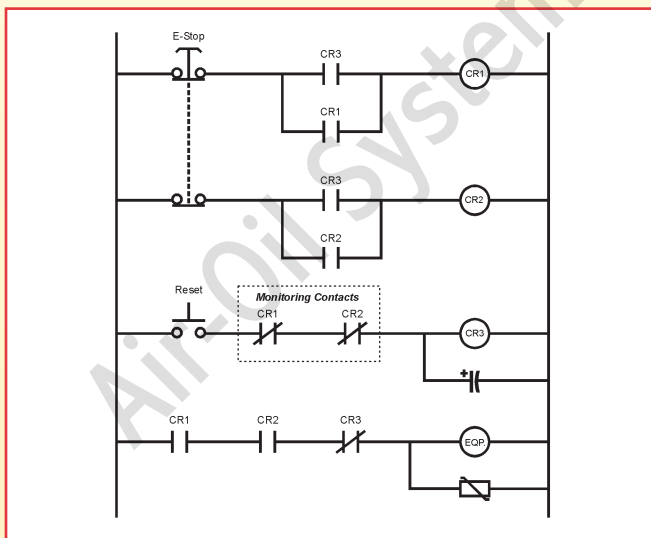 E-Stop
CR3
CR1
CR1
CR3
CR2
CR2
Reset
Monitoring Contacts
CR1
CR2
CR3
+
CR1
CR2
CR3
EQP.
Air-Oil System